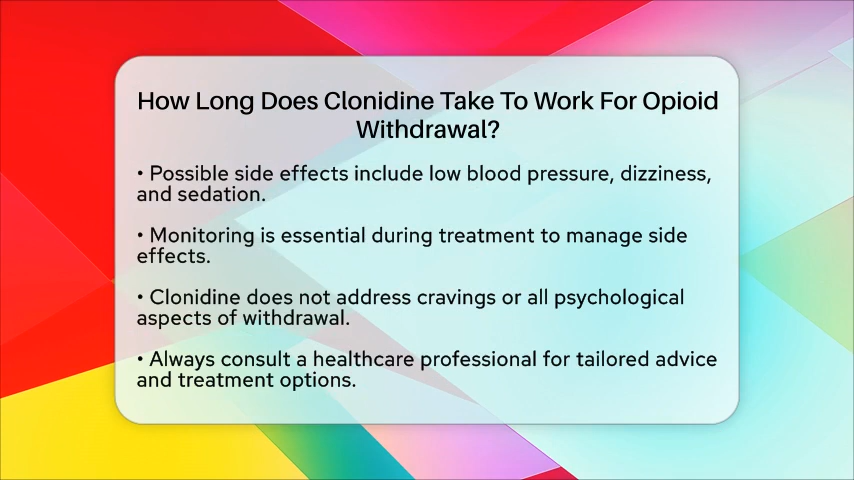 How Long Does Clonidine Take To Work For Opioid
Withdrawal?
• Possible side effects include low blood pressure, dizziness,
and sedation.
• Monitoring is essential during treatment to manage side
effects.
• Clonidine does not address cravings or all psychological
aspects of withdrawal.
• Always consult a healthcare professional for tailored advice
and treatment options.